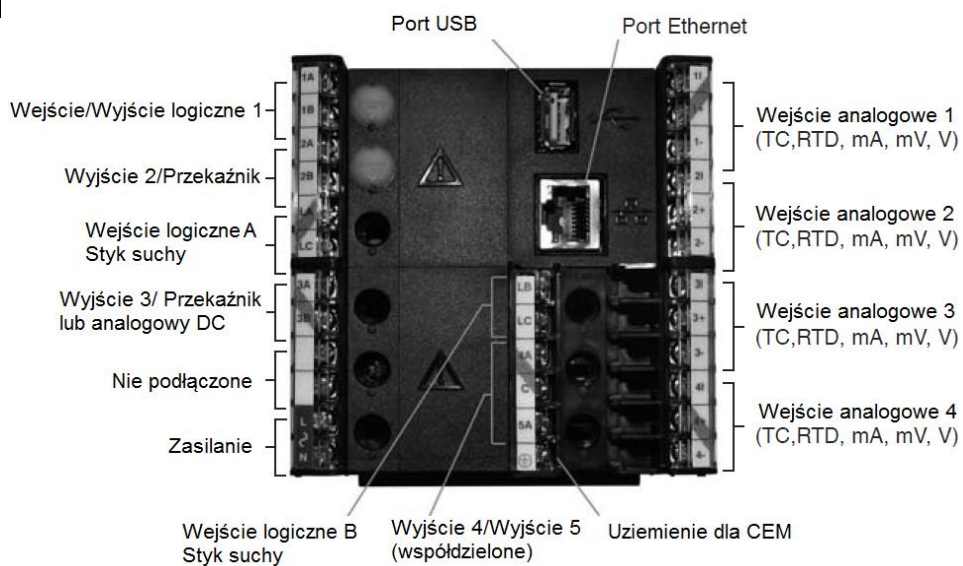 Port USB
Port Ethernet
Wejście/Wyjście logiczne 1
Wyjście 2/Przekaźnik
Wejście logiczne A
Styk suchy
Wyjście 3/ Przekaźnik
lub analogowy DC
Nie podłączone
Zasilanie
1A
1B
2A
2B
LC
3A
3B
L
N
LB
LC
4A
C
5A
1I
1-
2I
2+
2-
3I
3+
3-
4I
4-
Wejście analogowe 1
(TC,RTD, mA, mV, V)
Wejście analogowe 2
(TC,RTD, mA, mV, V)
Wejście analogowe 3
(TC,RTD, mA, mV, V)
Wejście analogowe 4
(TC,RTD, mA, mV, V)
Wejście logiczne B
Styk suchy
Wyjście 4/Wyjście 5
(współdzielone)
Uziemienie dla CEM